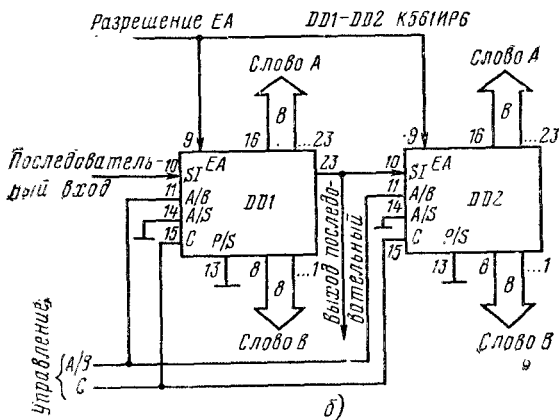 Разрешение EA DD1-DD2 К561ИР6
Слово A Слово A
8 8
9 16 ...23 9 16 ...23
Последователь-
ный вход
10 SI EA 23 10 SI EA
11 A/B 11 A/B
14 A/S DD1 14 A/S DD2
15 C P/S 15 C P/S
13 8 ...1 13 8 ...1
8 8
Выход последо-
вательный
Слово B Слово B
Управление
A/B
C
б)